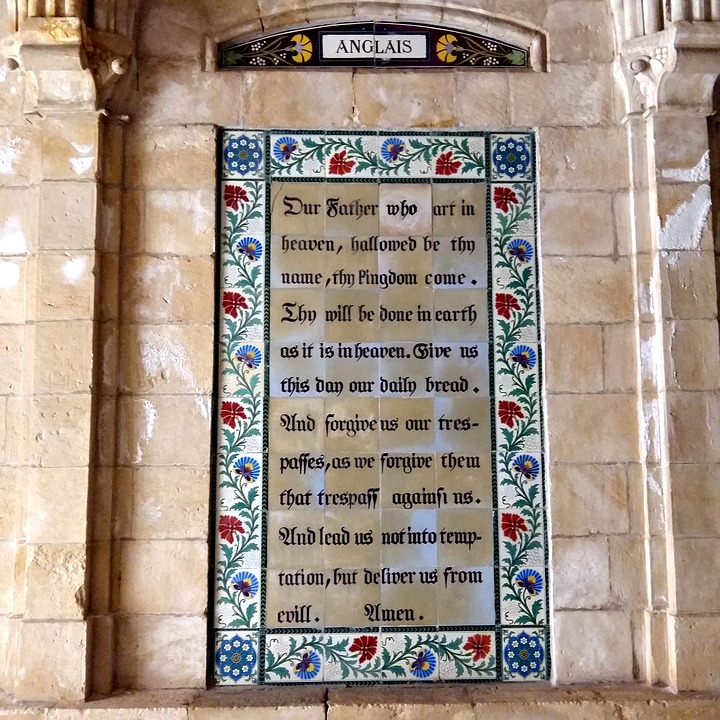 ANGLAIS
Our Father who art in
heaven, hallowed be thy
name, thy Kingdom come.
Thy will be done in earth
as it is in heaven. Give us
this day our daily bread.
And forgive us our tres-
paſſes, as we forgive them
that treſpaſſ againſt us.
And lead us not into temp-
tation, but deliver us from
evill. Amen.